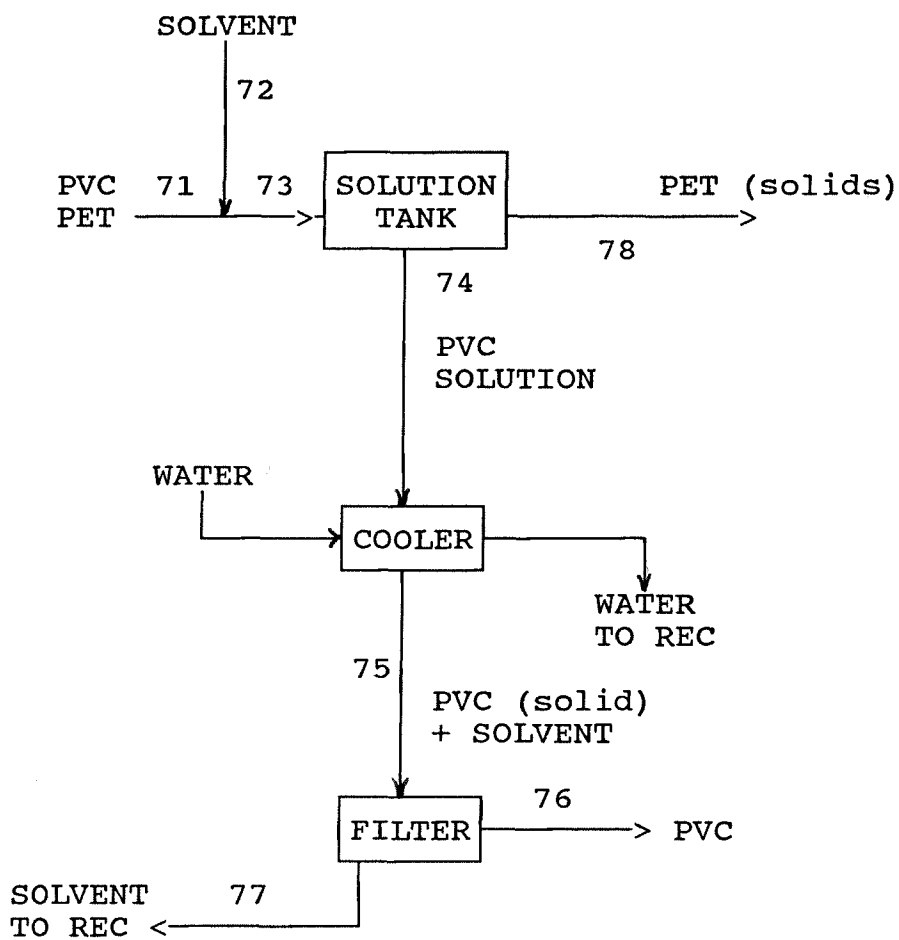 SOLVENT
72
PVC 71 73 SOLUTION PET (solids)
PET TANK
78
74
PVC
SOLUTION
WATER
COOLER
WATER
TO REC
75
PVC (solid)
+ SOLVENT
76
FILTER PVC
SOLVENT 77
TO REC